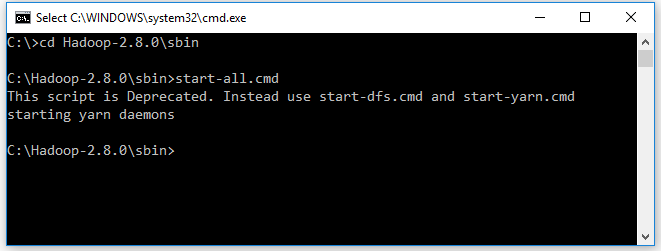 Select C:\WINDOWS\system32\cmd.exe
C:\>cd Hadoop-2.8.0\sbin
C:\Hadoop-2.8.0\sbin>start-all.cmd
This script is Deprecated. Instead use start-dfs.cmd and start-yarn.cmd
starting yarn daemons
C:\Hadoop-2.8.0\sbin>